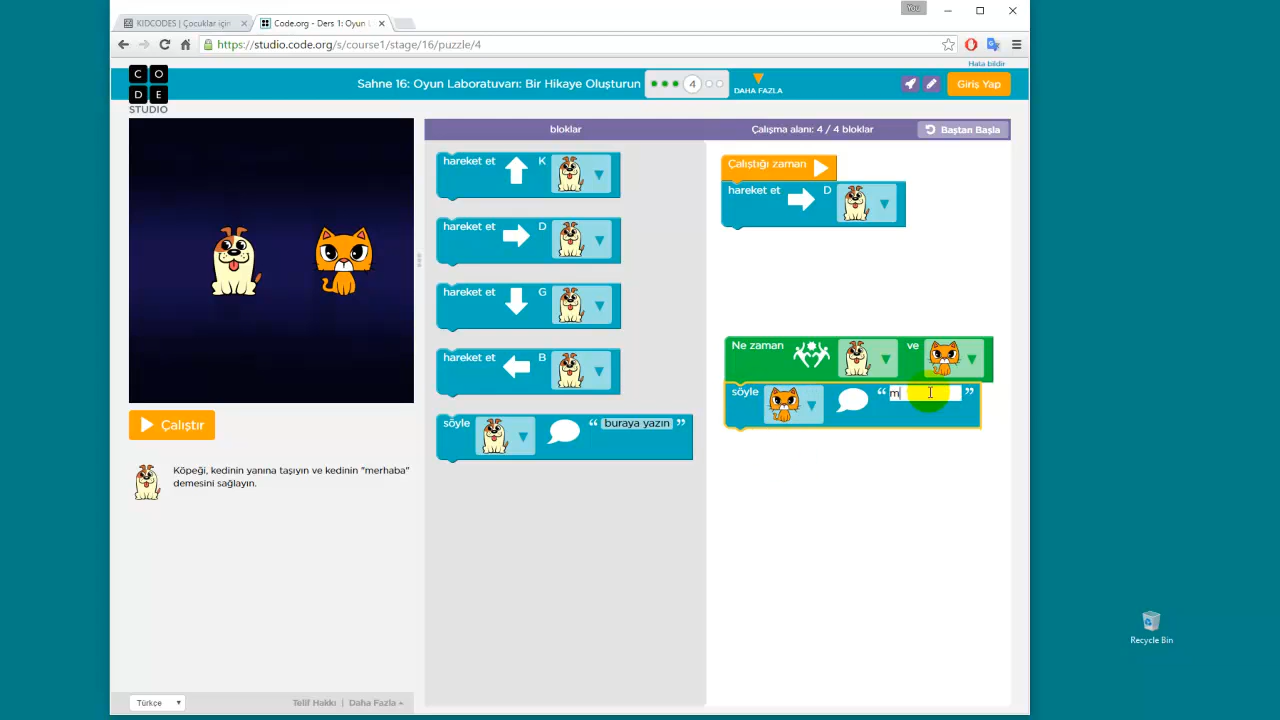 You
KIDCODES | Çocuklar için
Code.org - Ders 1: Oyun L
https://studio.code.org/s/course1/stage/16/puzzle/4
Hata bildir
C O
D E
STUDIO
Sahne 16: Oyun Laboratuvarı: Bir Hikaye Oluşturun
4
DAHA FAZLA
Giriş Yap
bloklar
Çalışma alanı: 4 / 4 bloklar
Baştan Başla
hareket et K
hareket et D
hareket et G
hareket et B
söyle “ buraya yazın ”
Çalıştığı zaman
hareket et D
Ne zaman ve
söyle “ m ”
Çalıştır
Köpeği, kedinin yanına taşıyın ve kedinin "merhaba"
demesini sağlayın.
Recycle Bin
Türkçe
Telif Hakkı | Daha Fazla